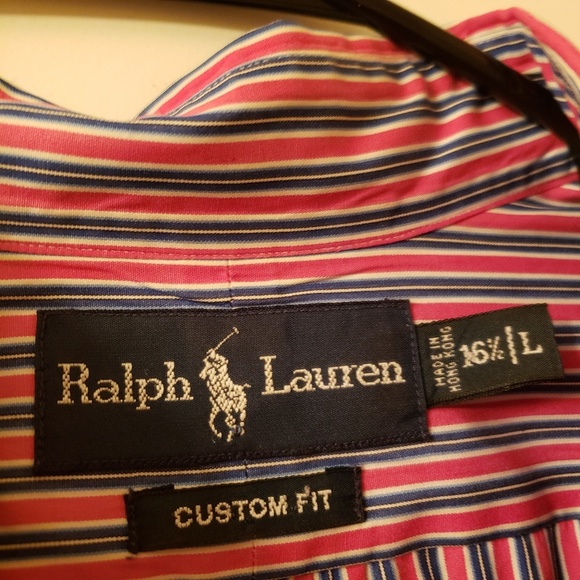 Ralph Lauren
MADE IN
HONG KONG
16½/L
CUSTOM FIT